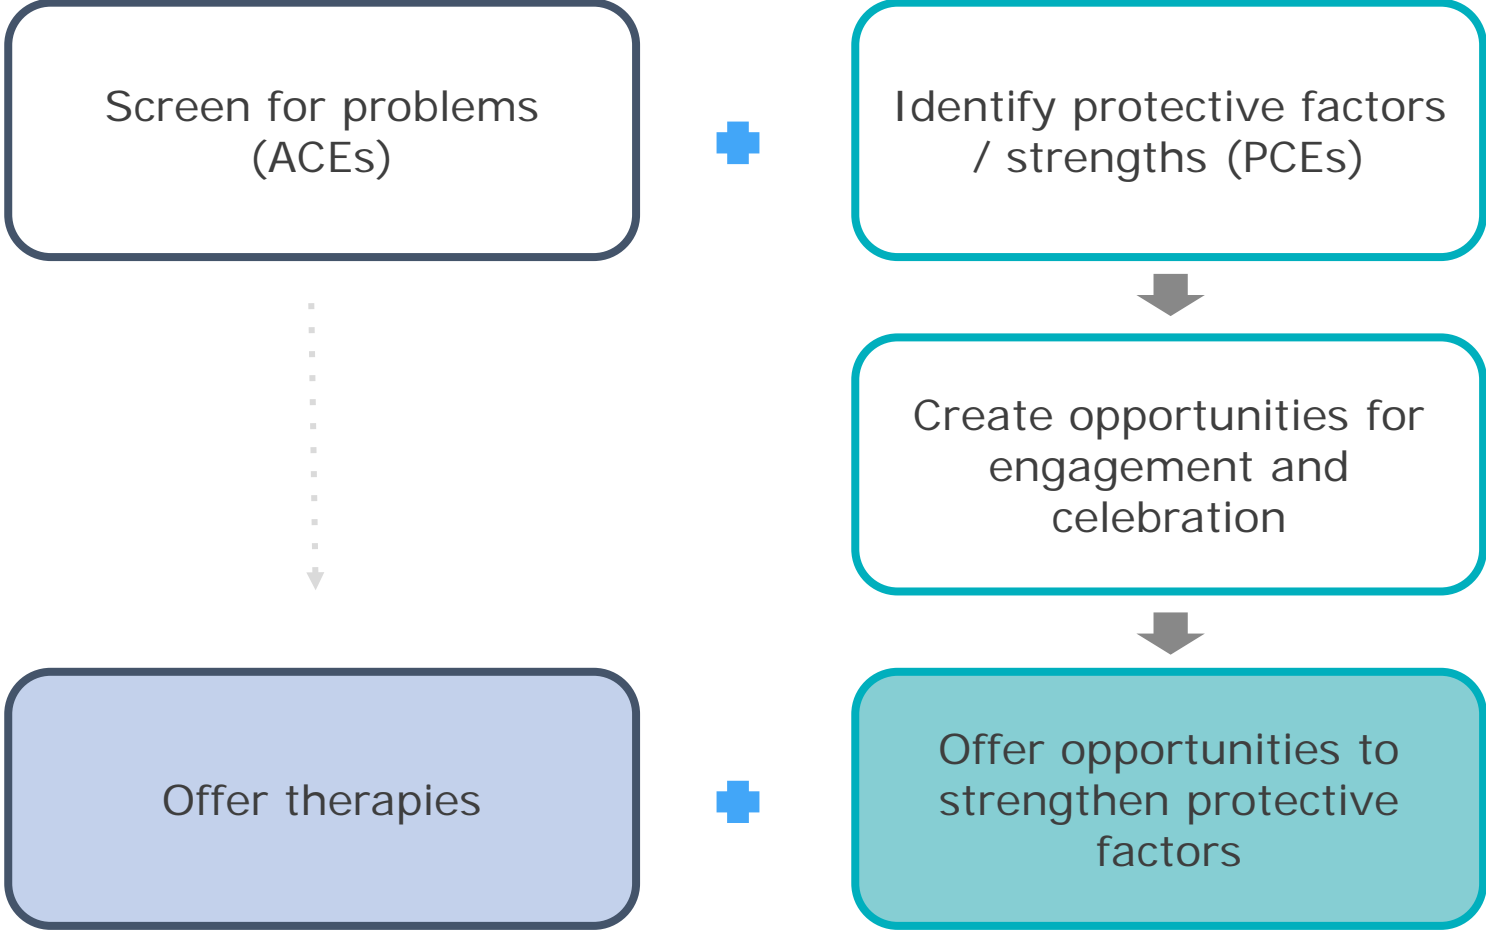 Screen for problems
(ACEs)
Identify protective factors
/ strengths (PCEs)
Create opportunities for
engagement and
celebration
Offer therapies
Offer opportunities to
strengthen protective
factors